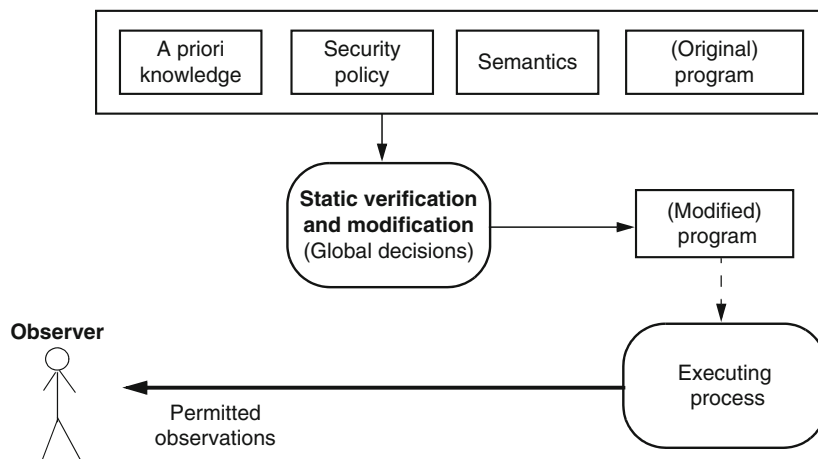 A priori
knowledge
Security
policy
Semantics
(Original)
program
Static verification
and modification
(Global decisions)
(Modified)
program
Observer
Executing
process
Permitted
observations